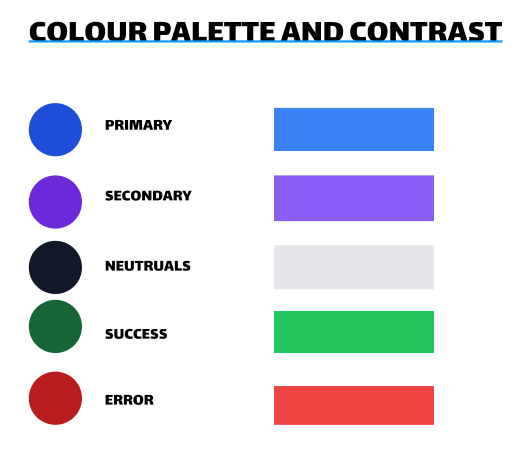 COLOUR PALETTE AND CONTRAST
PRIMARY
SECONDARY
NEUTRUALS
SUCCESS
ERROR